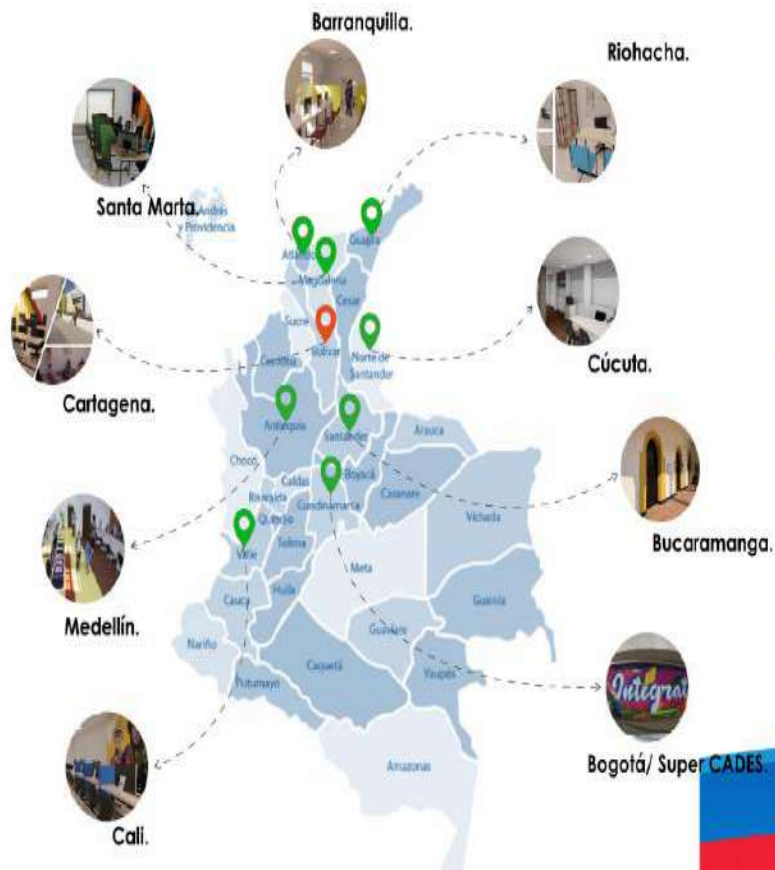 Barranquilla.
Riohacha.
Santa Marta.
Andrés
y Providencia
Guajira
Atlántico
Magdalena
Cesar
Sucre
Bolívar
Norte de
Santander
Córdoba
Cúcuta.
Cartagena.
Antioquia
Santander
Arauca
Chocó
Boyacá
Caldas
Casanare
Risaralda
Cundinamarca
Vichada
Quindío
Bucaramanga.
Tolima
Valle
Meta
Medellín.
Cauca
Huila
Guainía
Guaviare
Nariño
Caquetá
Vaupés
Putumayo
Integrat
Bogotá/ Super CADES.
Amazonas
Cali.